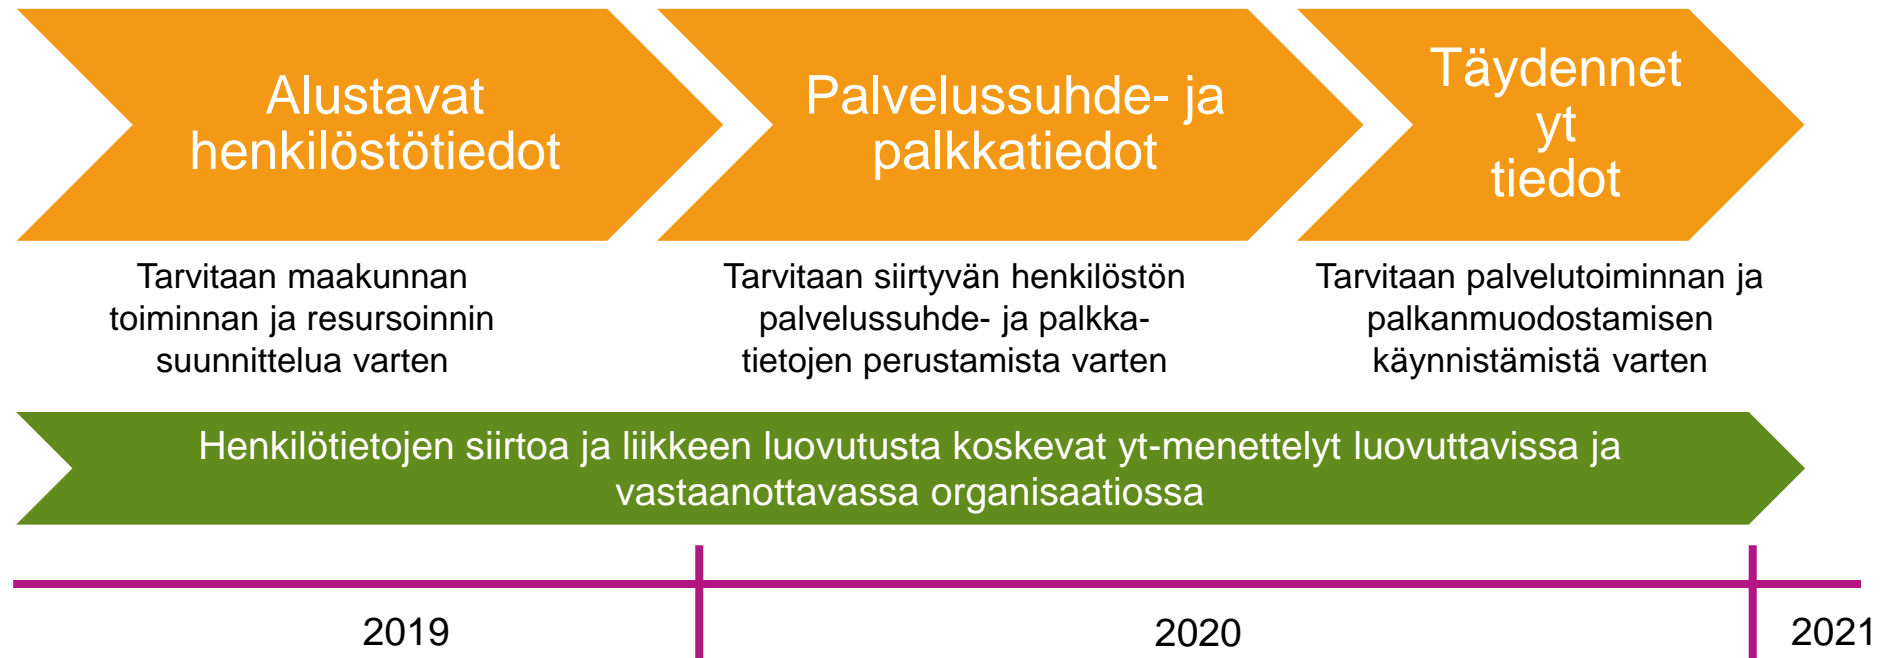 Alustavat
henkilöstötiedot
Palvelussuhde- ja
palkkatiedot
Täydennet
yt
tiedot
Tarvitaan maakunnan
toiminnan ja resursoinnin
suunnittelua varten
Tarvitaan siirtyvän henkilöstön
palvelussuhde- ja palkka-
tietojen perustamista varten
Tarvitaan palvelutoiminnan ja
palkanmuodostamisen
käynnistämistä varten
Henkilötietojen siirtoa ja liikkeen luovutusta koskevat yt-menettelyt luovuttavissa ja
vastaanottavassa organisaatiossa
2019
2020
2021